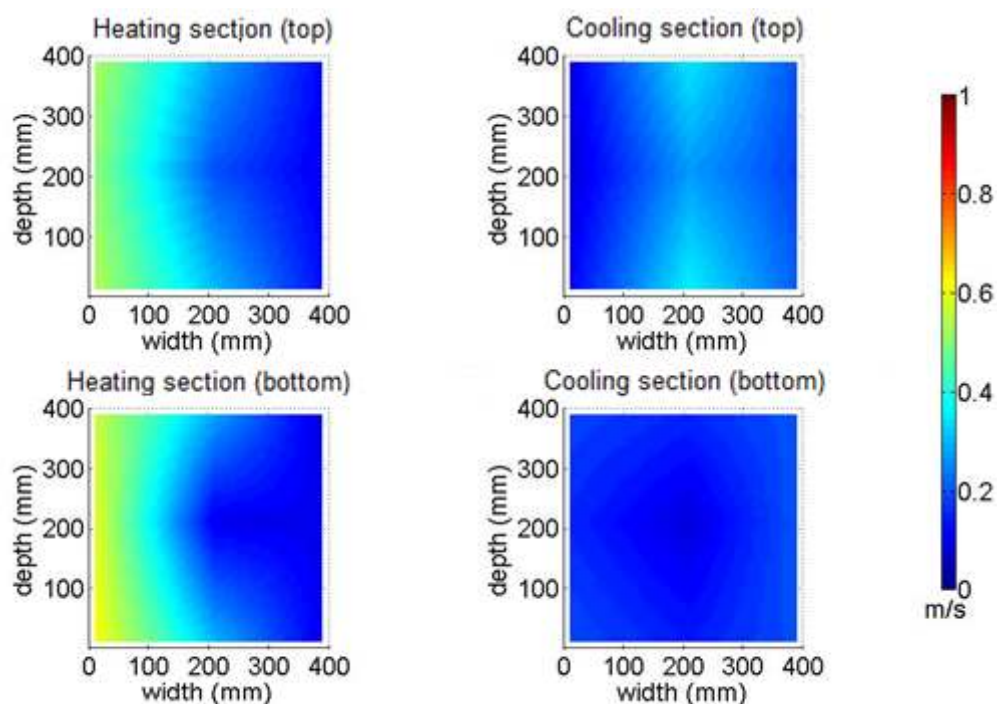 Heating section (top)
400
300
200
100
depth (mm)
0 100 200 300 400
width (mm)
Cooling section (top)
400
300
200
100
depth (mm)
0 100 200 300 400
width (mm)
Heating section (bottom)
400
300
200
100
depth (mm)
0 100 200 300 400
width (mm)
Cooling section (bottom)
400
300
200
100
depth (mm)
0 100 200 300 400
width (mm)
1
0.8
0.6
0.4
0.2
0
m/s